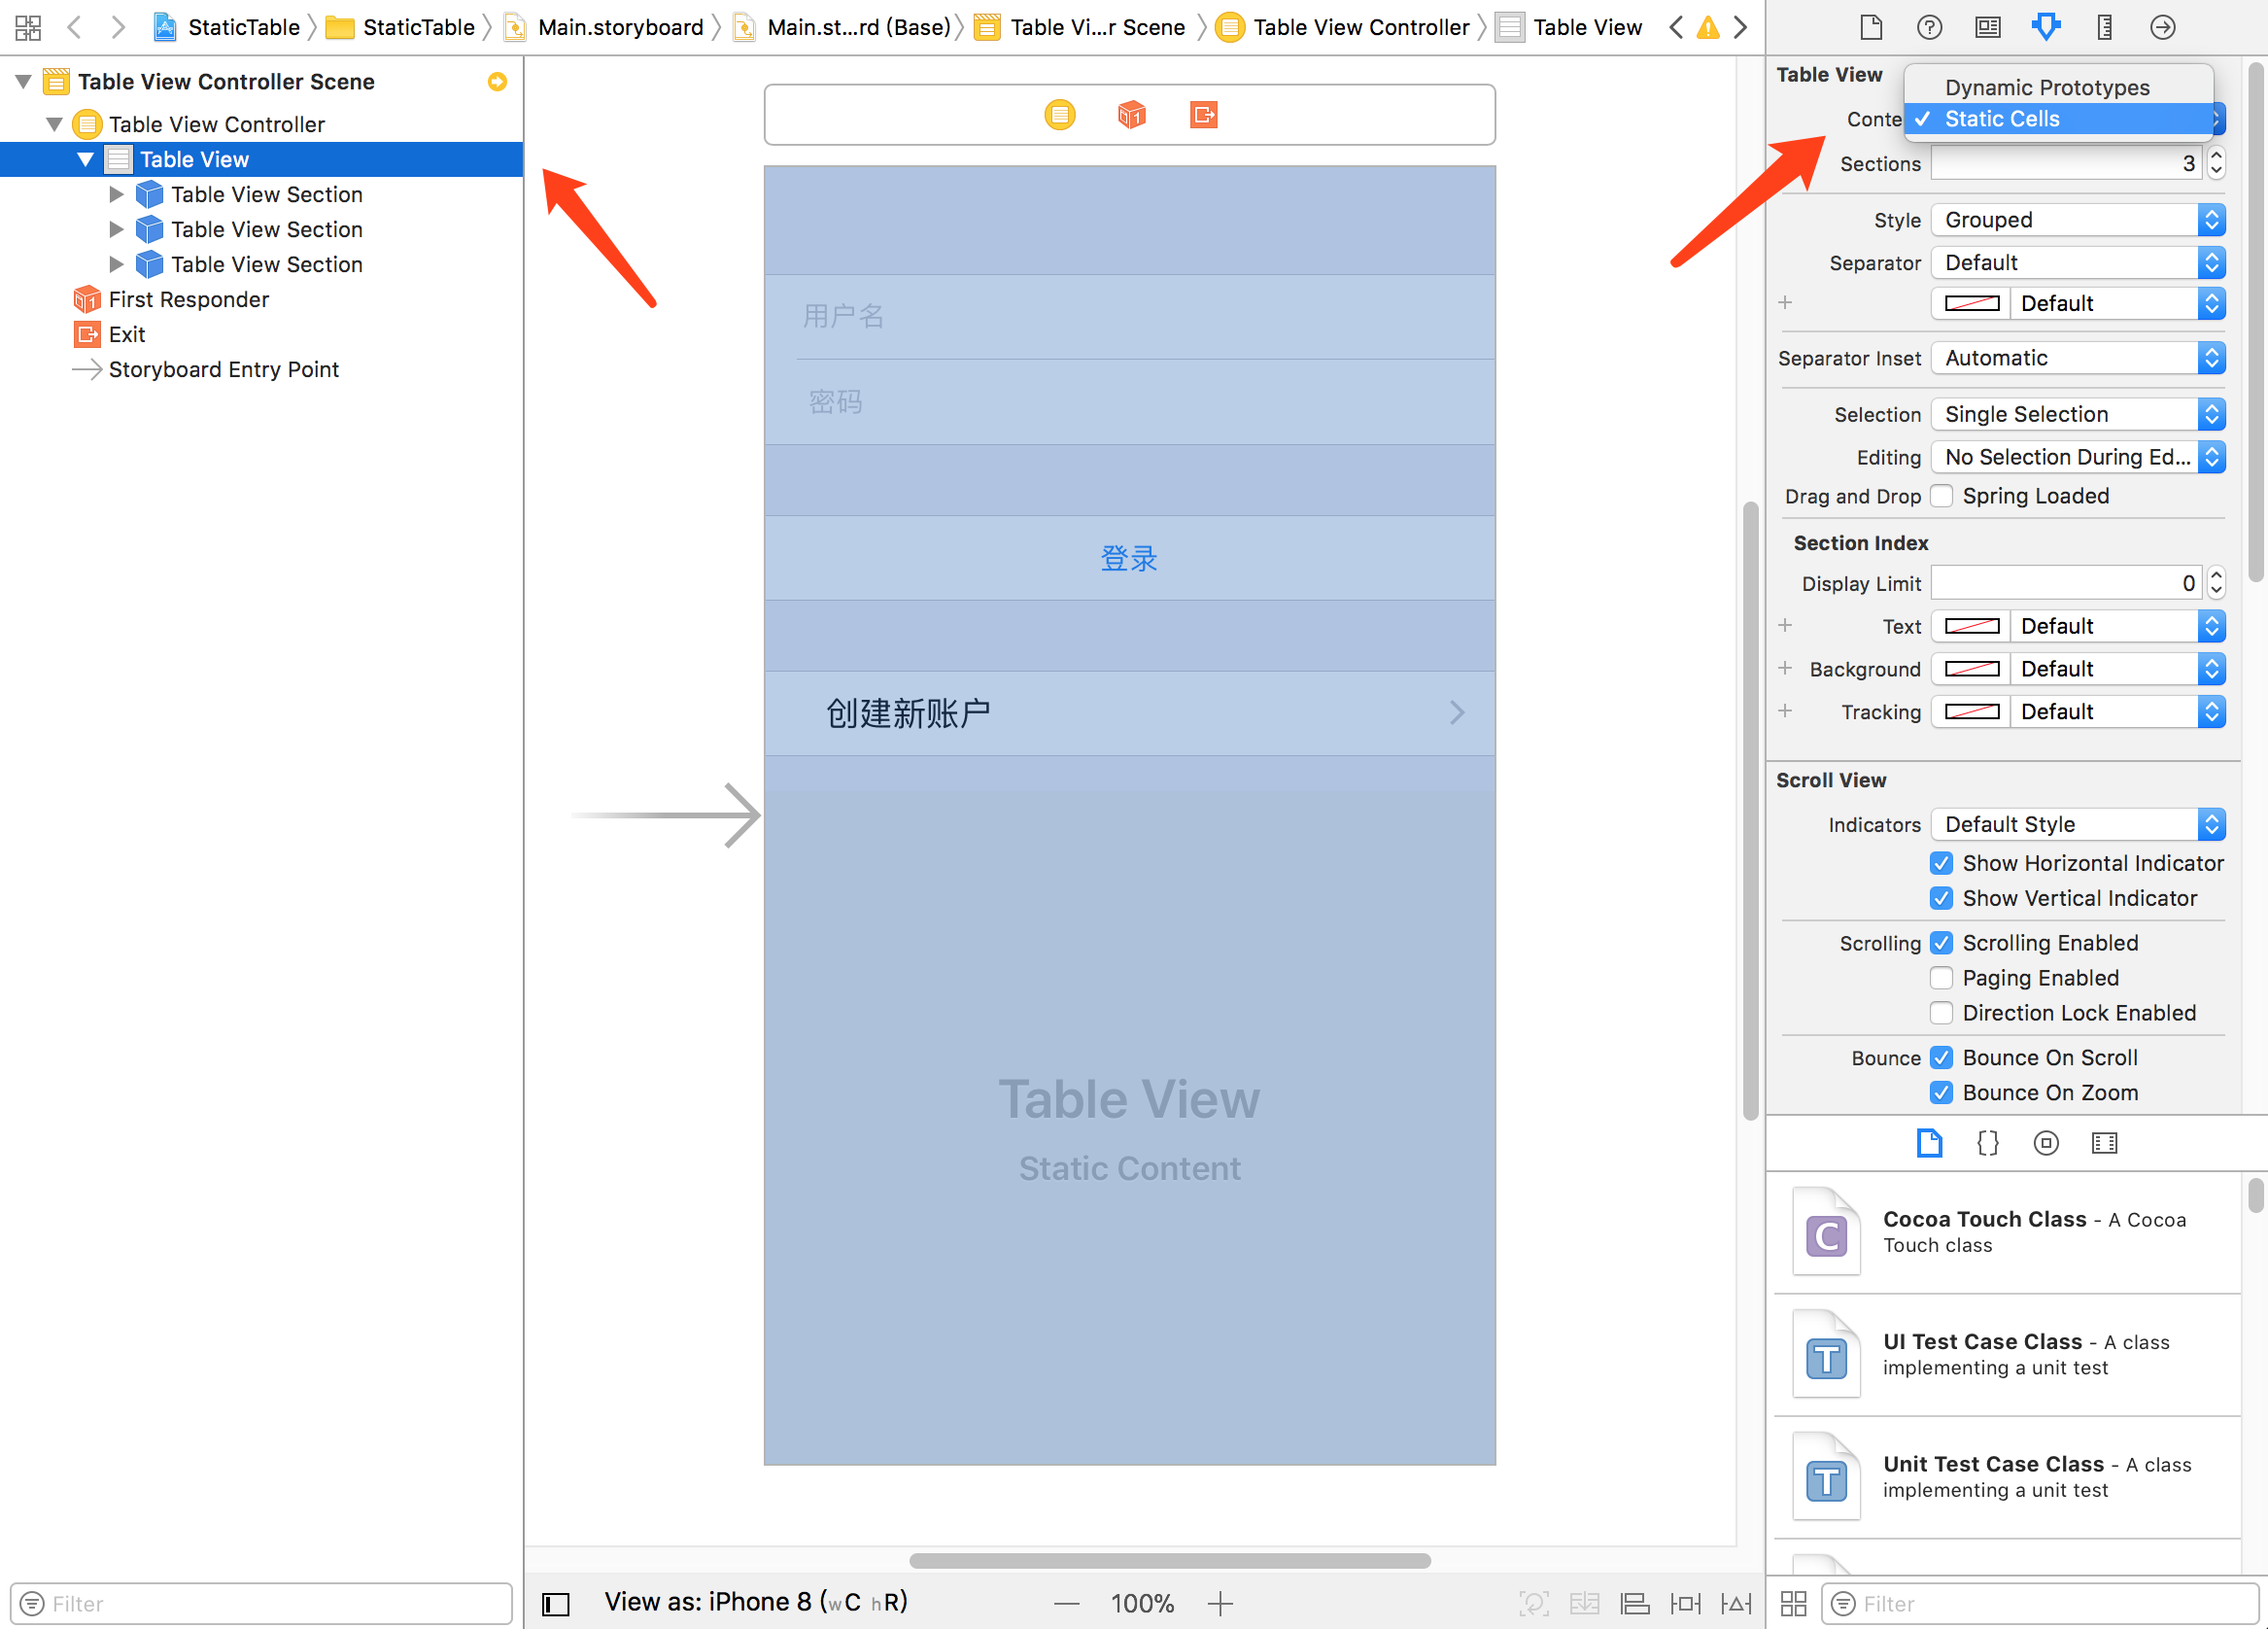 StaticTable StaticTable Main.storyboard Main.st...rd (Base) Table Vi...r Scene Table View Controller Table View
Table View Controller Scene
Table View Controller
Table View
Table View Section
Table View Section
Table View Section
First Responder
Exit
Storyboard Entry Point
Filter
用户名
密码
登录
创建新账户
Table View
Static Content
View as: iPhone 8 (wC hR)
100%
Table View
Dynamic Prototypes
Conte ✓ Static Cells
Sections 3
Style Grouped
Separator Default
Default
Separator Inset Automatic
Selection Single Selection
Editing No Selection During Ed...
Drag and Drop Spring Loaded
Section Index
Display Limit 0
Text Default
Background Default
Tracking Default
Scroll View
Indicators Default Style
Show Horizontal Indicator
Show Vertical Indicator
Scrolling Scrolling Enabled
Paging Enabled
Direction Lock Enabled
Bounce Bounce On Scroll
Bounce On Zoom
C
Cocoa Touch Class - A Cocoa
Touch class
T
UI Test Case Class - A class
implementing a unit test
T
Unit Test Case Class - A class
implementing a unit test
Filter